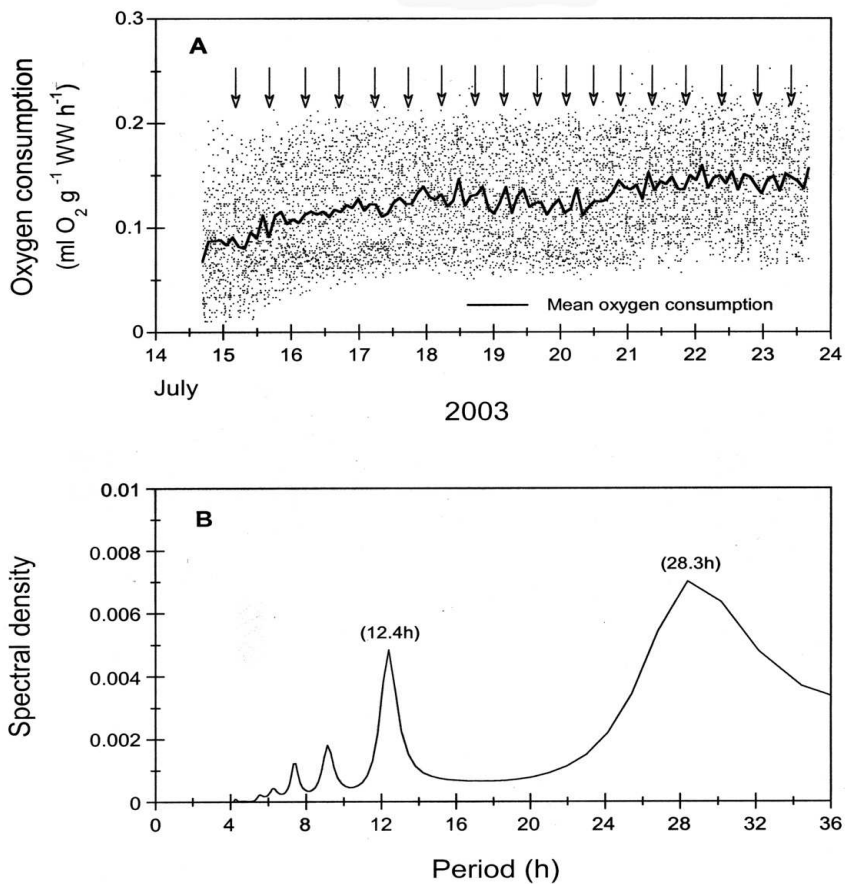 0.3
A
0.2
0.1
0
Oxygen consumption
(ml O2 g-1 WW h-1)
Mean oxygen consumption
14 15 16 17 18 19 20 21 22 23 24
July
2003
0.01
B
0.008
(28.3h)
0.006
(12.4h)
0.004
0.002
0
Spectral density
0 4 8 12 16 20 24 28 32 36
Period (h)